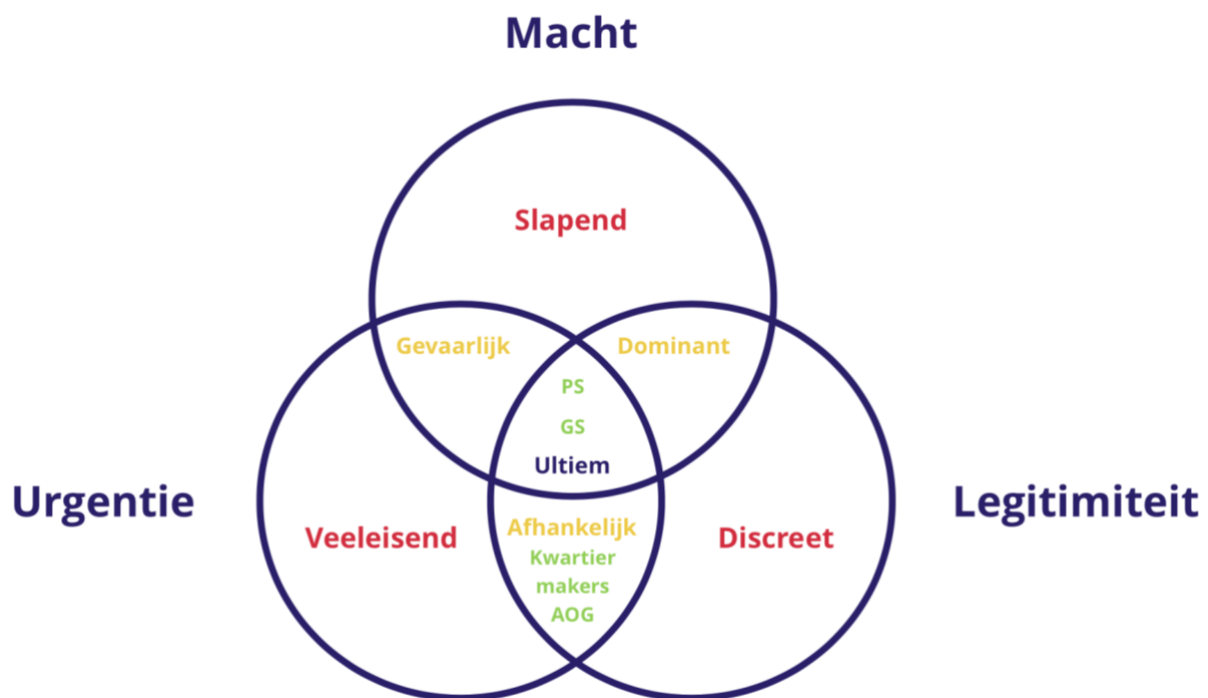 Macht
Slapend
Gevaarlijk
Dominant
PS
GS
Ultiem
Urgentie
Legitimiteit
Veeleisend
Afhankelijk
Discreet
Kwartier
makers
AOG